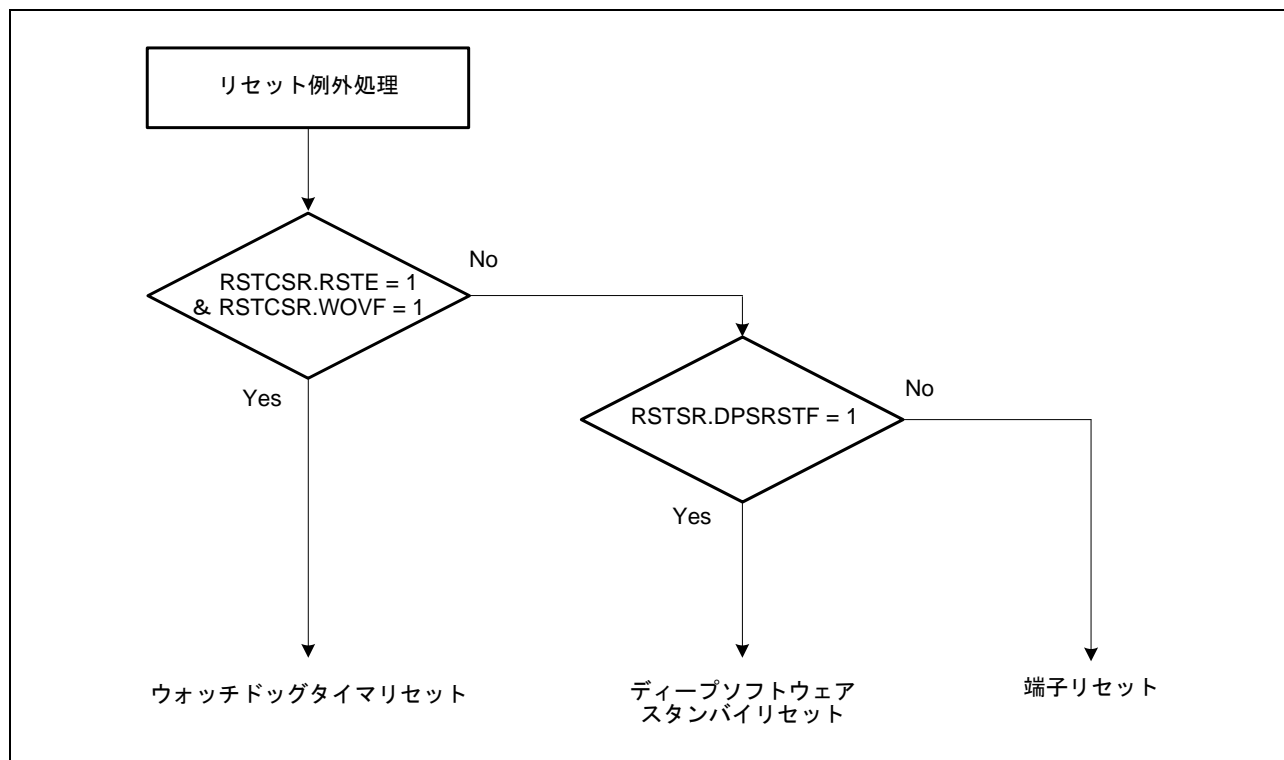 リセット例外処理
RSTCSR.RSTE = 1
& RSTCSR.WOVF = 1
No
Yes
RSTSR.DPSRSTF = 1
No
Yes
ウォッチドッグタイマリセット
ディープソフトウェア
スタンバイリセット
端子リセット